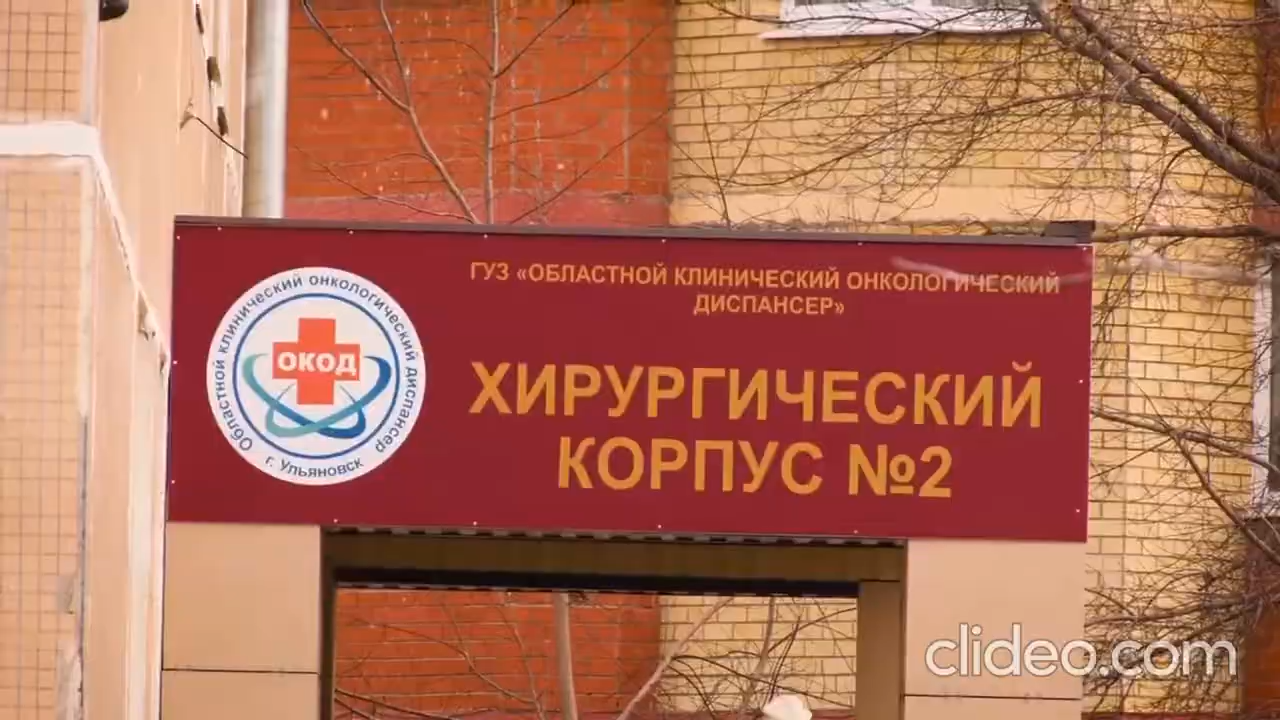 ГУЗ «ОБЛАСТНОЙ КЛИНИЧЕСКИЙ ОНКОЛОГИЧЕСКИЙ
ДИСПАНСЕР»
ХИРУРГИЧЕСКИЙ
КОРПУС №2
Областной клинический онкологический диспансер
ОКОД
г. Ульяновск
clideo.com